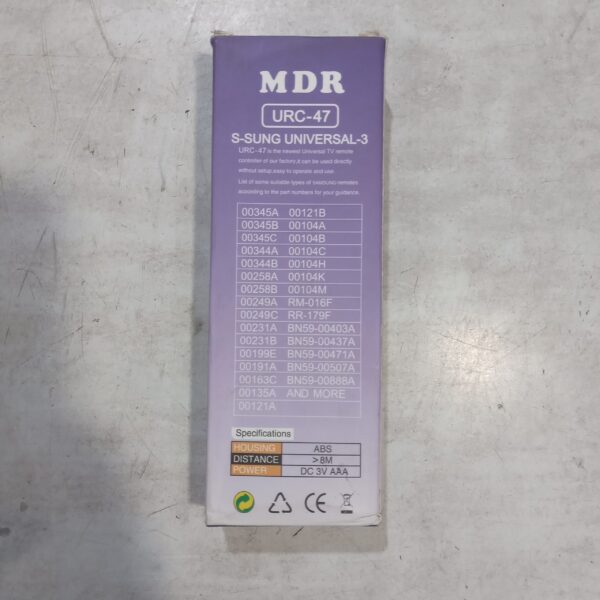 MDR
URC-47
S-SUNG UNIVERSAL-3
URC-47 is the newest Universal TV remote
controller of our factory,it can be used directly
without setup,easy to operate and use.
List of some suitable types of SAMSUNG remotes
according to the part numbers for your guidance.
00345A 00121B
00345B 00104A
00345C 00104B
00344A 00104C
00344B 00104H
00258A 00104K
00258B 00104M
00249A RM-016F
00249C RR-179F
00231A BN59-00403A
00231B BN59-00437A
00199E BN59-00471A
00191A BN59-00507A
00163C BN59-00888A
00135A AND MORE
00121A
Specifications
HOUSING ABS
DISTANCE >8M
POWER DC 3V AAA
CE